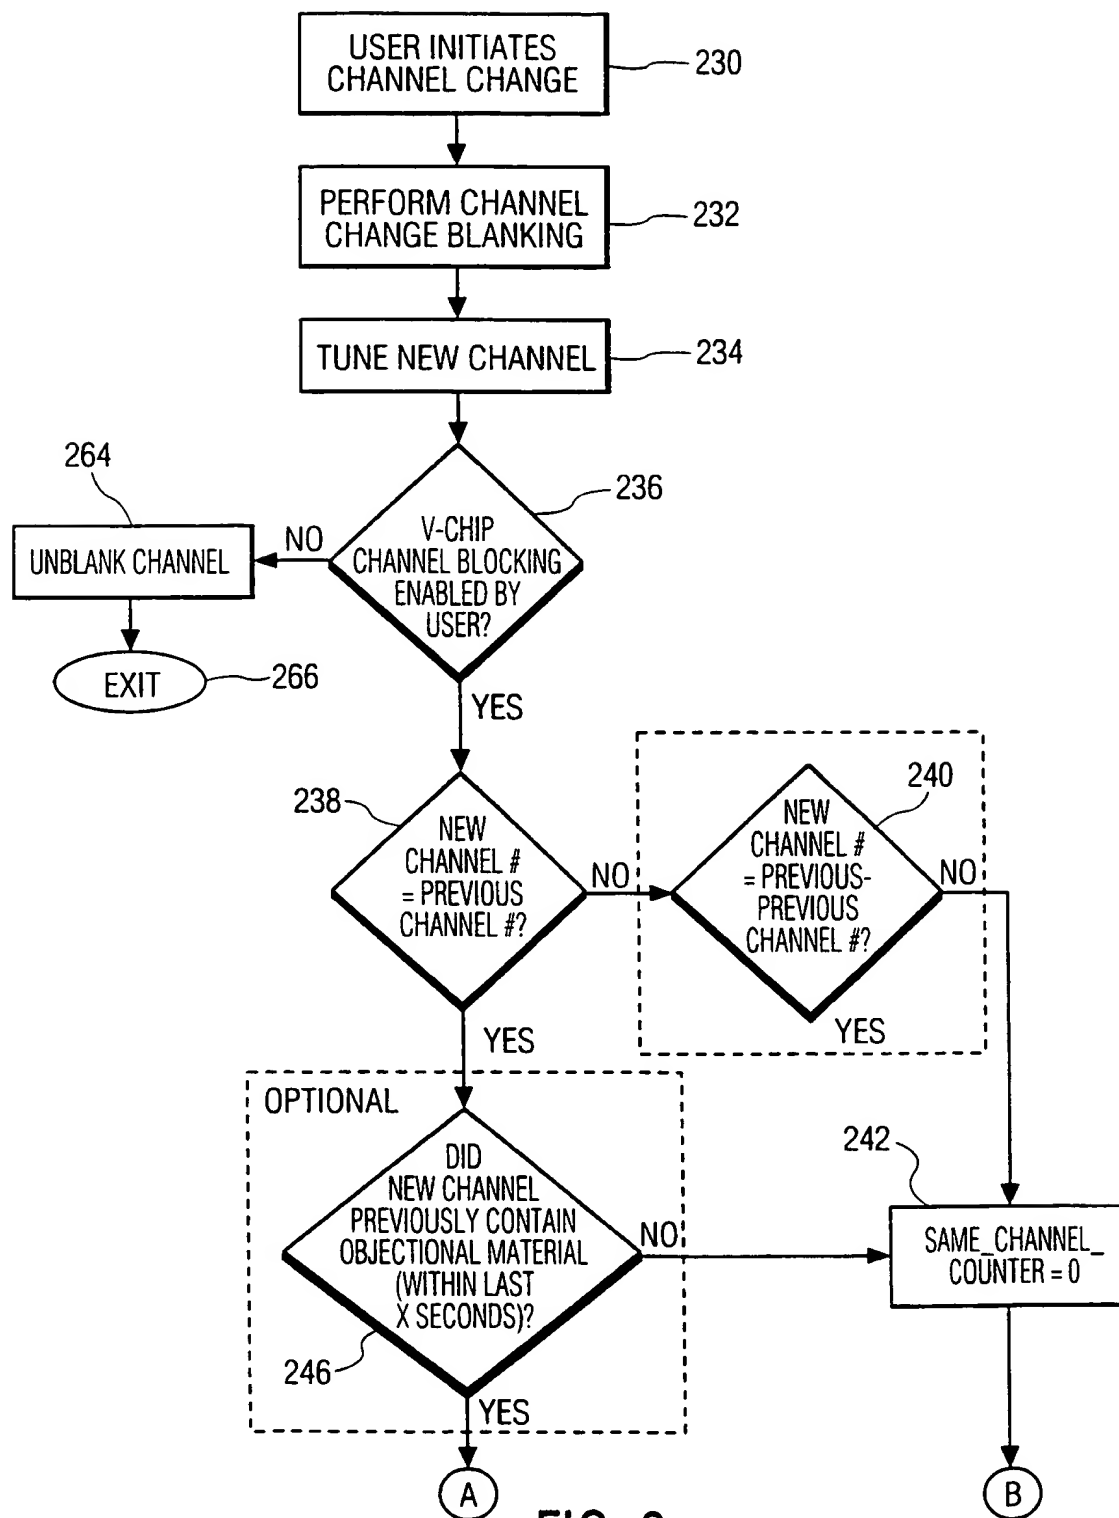 USER INITIATES
CHANNEL CHANGE
230
PERFORM CHANNEL
CHANGE BLANKING
232
TUNE NEW CHANNEL
234
264
236
V-CHIP
CHANNEL BLOCKING
ENABLED BY
USER?
NO
UNBLANK CHANNEL
EXIT
266
YES
238
NEW
CHANNEL #
= PREVIOUS
CHANNEL #?
NO
240
NEW
CHANNEL #
= PREVIOUS-
PREVIOUS
CHANNEL #?
NO
YES
YES
OPTIONAL
DID
NEW CHANNEL
PREVIOUSLY CONTAIN
OBJECTIONAL MATERIAL
(WITHIN LAST
X SECONDS)?
NO
246
YES
242
SAME_CHANNEL_
COUNTER = 0
A
B